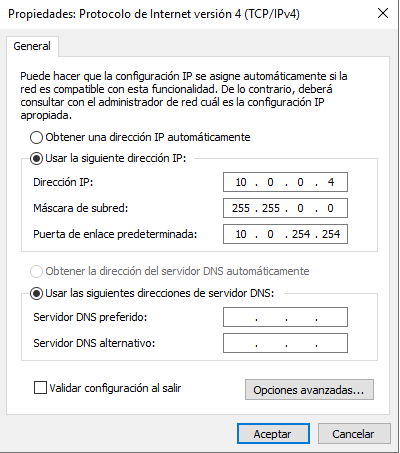 Propiedades: Protocolo de Internet versión 4 (TCP/IPv4)
General
Puede hacer que la configuración IP se asigne automáticamente si la
red es compatible con esta funcionalidad. De lo contrario, deberá
consultar con el administrador de red cuál es la configuración IP
apropiada.
Obtener una dirección IP automáticamente
Usar la siguiente dirección IP:
Dirección IP: 10 . 0 . 0 . 4
Máscara de subred: 255 . 255 . 0 . 0
Puerta de enlace predeterminada: 10 . 0 . 254 . 254
Obtener la dirección del servidor DNS automáticamente
Usar las siguientes direcciones de servidor DNS:
Servidor DNS preferido: . . .
Servidor DNS alternativo: . . .
Validar configuración al salir
Opciones avanzadas...
Aceptar Cancelar